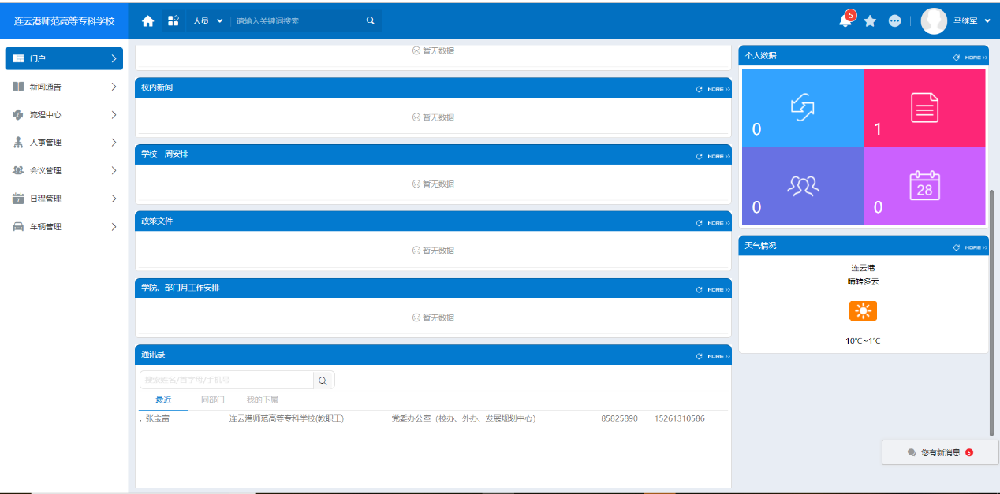 连云港师范高等专科学校
人员 请输入关键词搜索
5
马继军
门户
新闻通告
流程中心
人事管理
会议管理
日程管理
车辆管理
暂无数据
校内新闻 MORE
暂无数据
学校一周安排 MORE
暂无数据
政策文件 MORE
暂无数据
学院、部门月工作安排 MORE
暂无数据
通讯录 MORE
搜索姓名/首字母/手机号
最近 同部门 我的下属
张宝富 连云港师范高等专科学校(教职工) 党委办公室（校办、外办、发展规划中心） 85825890 15261310586
个人数据 MORE
0
1
0
28
0
天气情况 MORE
连云港
晴转多云
10℃~1℃
您有新消息 5